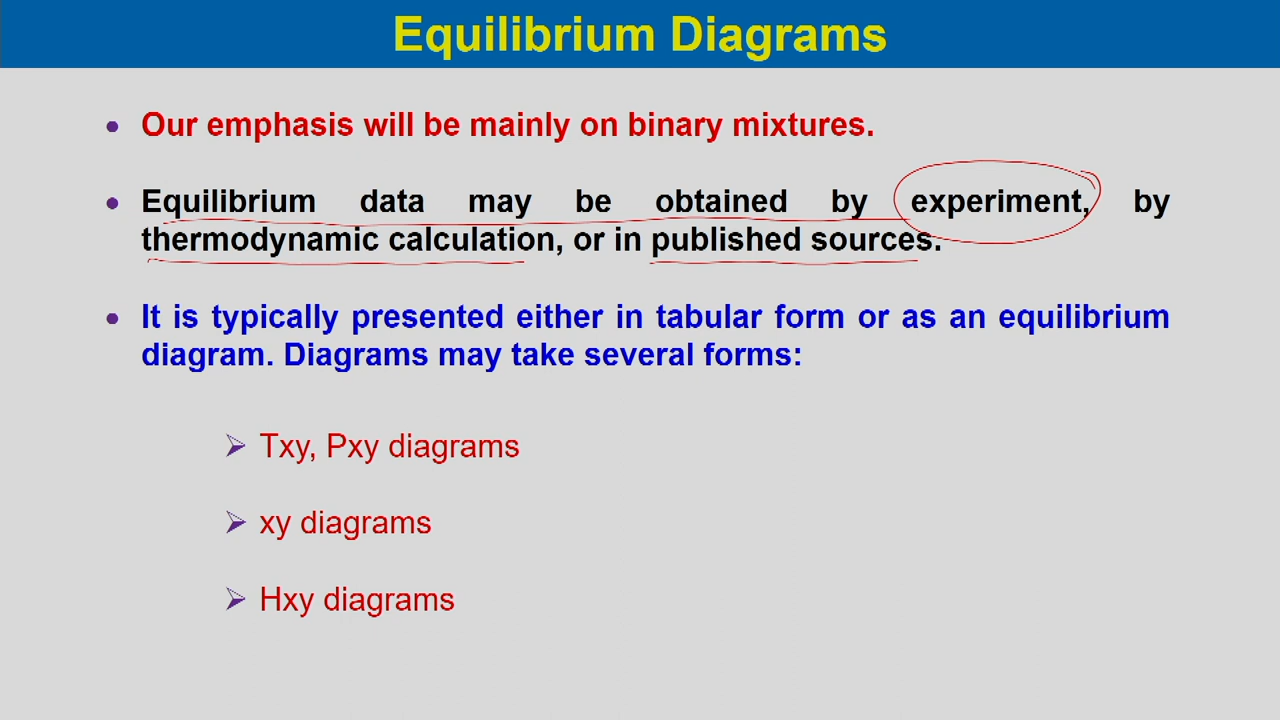 Equilibrium Diagrams
• Our emphasis will be mainly on binary mixtures.
• Equilibrium data may be obtained by experiment, by
thermodynamic calculation, or in published sources.
• It is typically presented either in tabular form or as an equilibrium
diagram. Diagrams may take several forms:
➢ Txy, Pxy diagrams
➢ xy diagrams
➢ Hxy diagrams